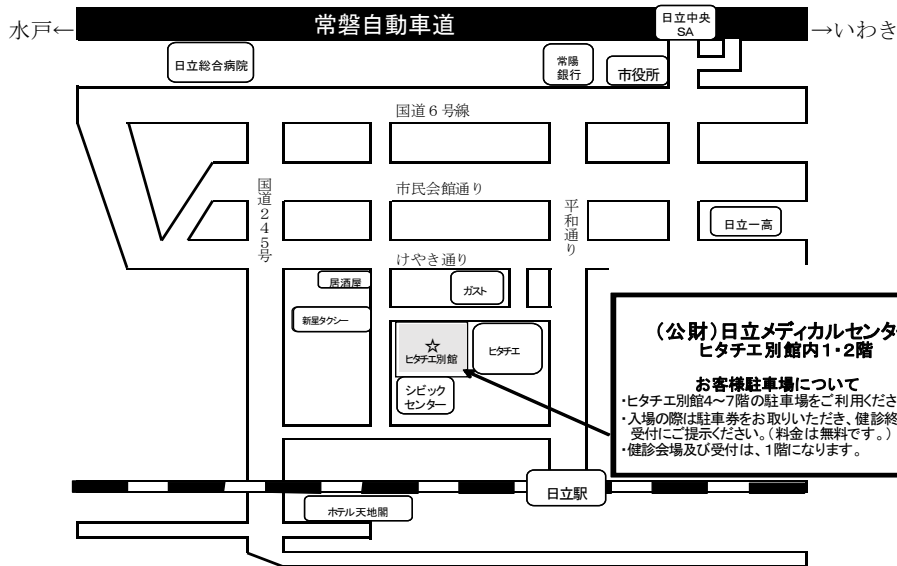 常磐自動車道
日立中央
SA
水戸←
→いわき
日立総合病院
常陽
銀行
市役所
国道6号線
市民会館通り
国道245号
平和通り
日立一高
けやき通り
居酒屋
ガスト
新星タクシー
☆
ヒタチエ別館
ヒタチエ
シビック
センター
(公財)日立メディカルセンタ
ヒタチエ別館内1・2階
お客様駐車場について
・ヒタチエ別館4～7階の駐車場をご利用くださ
・入場の際は駐車券をお取りいただき、健診終
受付にご提示ください。(料金は無料です。)
・健診会場及び受付は、1階になります。
日立駅
ホテル天地閣